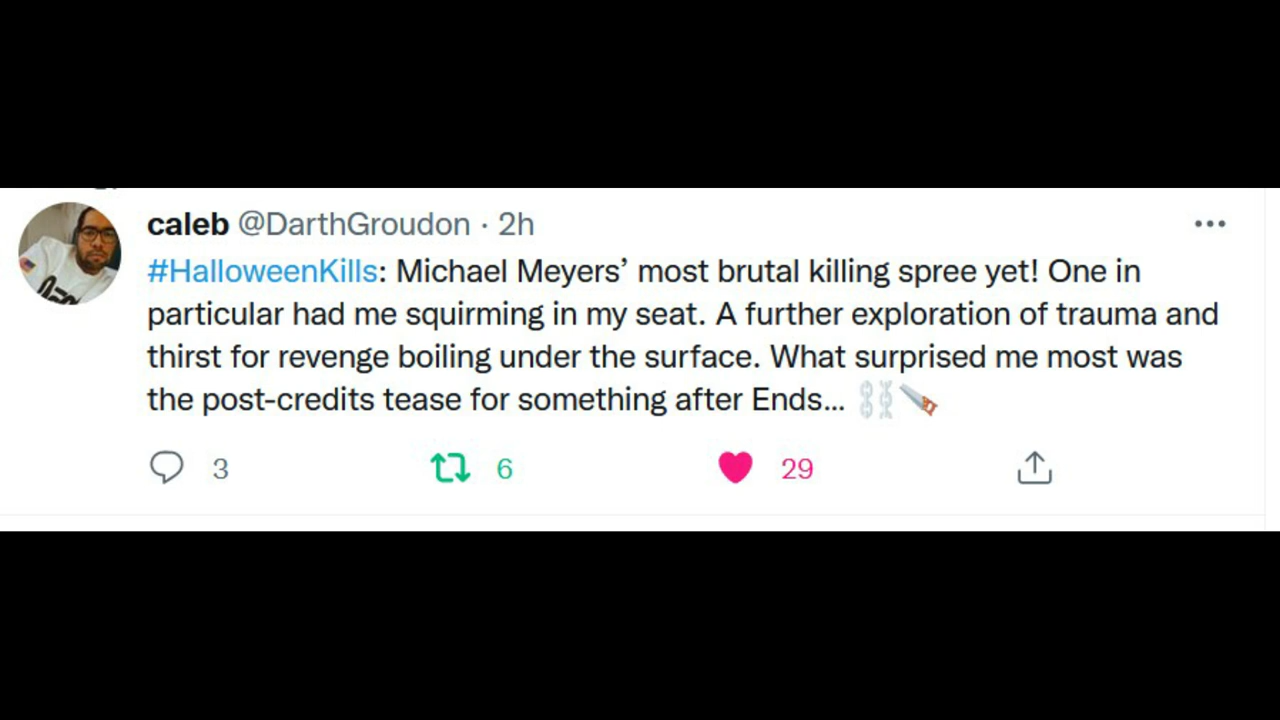 caleb @DarthGroudon · 2h
#HalloweenKills: Michael Meyers’ most brutal killing spree yet! One in
particular had me squirming in my seat. A further exploration of trauma and
thirst for revenge boiling under the surface. What surprised me most was
the post-credits tease for something after Ends... ⛓️🪚
3 6 29